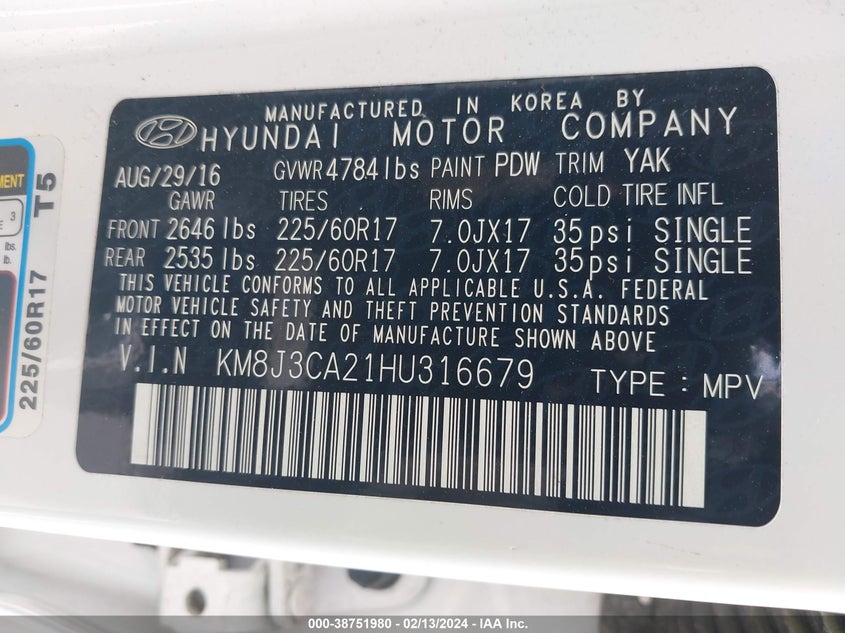 MANUFACTURED IN KOREA BY
HYUNDAI MOTOR COMPANY
AUG/29/16 GVWR 4784 lbs PAINT PDW TRIM YAK
GAWR TIRES RIMS COLD TIRE INFL
FRONT 2646 lbs 225/60R17 7.0JX17 35psi SINGLE
REAR 2535 lbs 225/60R17 7.0JX17 35psi SINGLE
THIS VEHICLE CONFORMS TO ALL APPLICABLE U.S.A. FEDERAL
MOTOR VEHICLE SAFETY AND THEFT PREVENTION STANDARDS
IN EFFECT ON THE DATE OF MANUFACTURE SHOWN ABOVE
V.I.N KM8J3CA21HU316679 TYPE : MPV
3
lbs.
lb.
225/60R17 T5
000-38751980 - 02/13/2024 - IAA Inc.